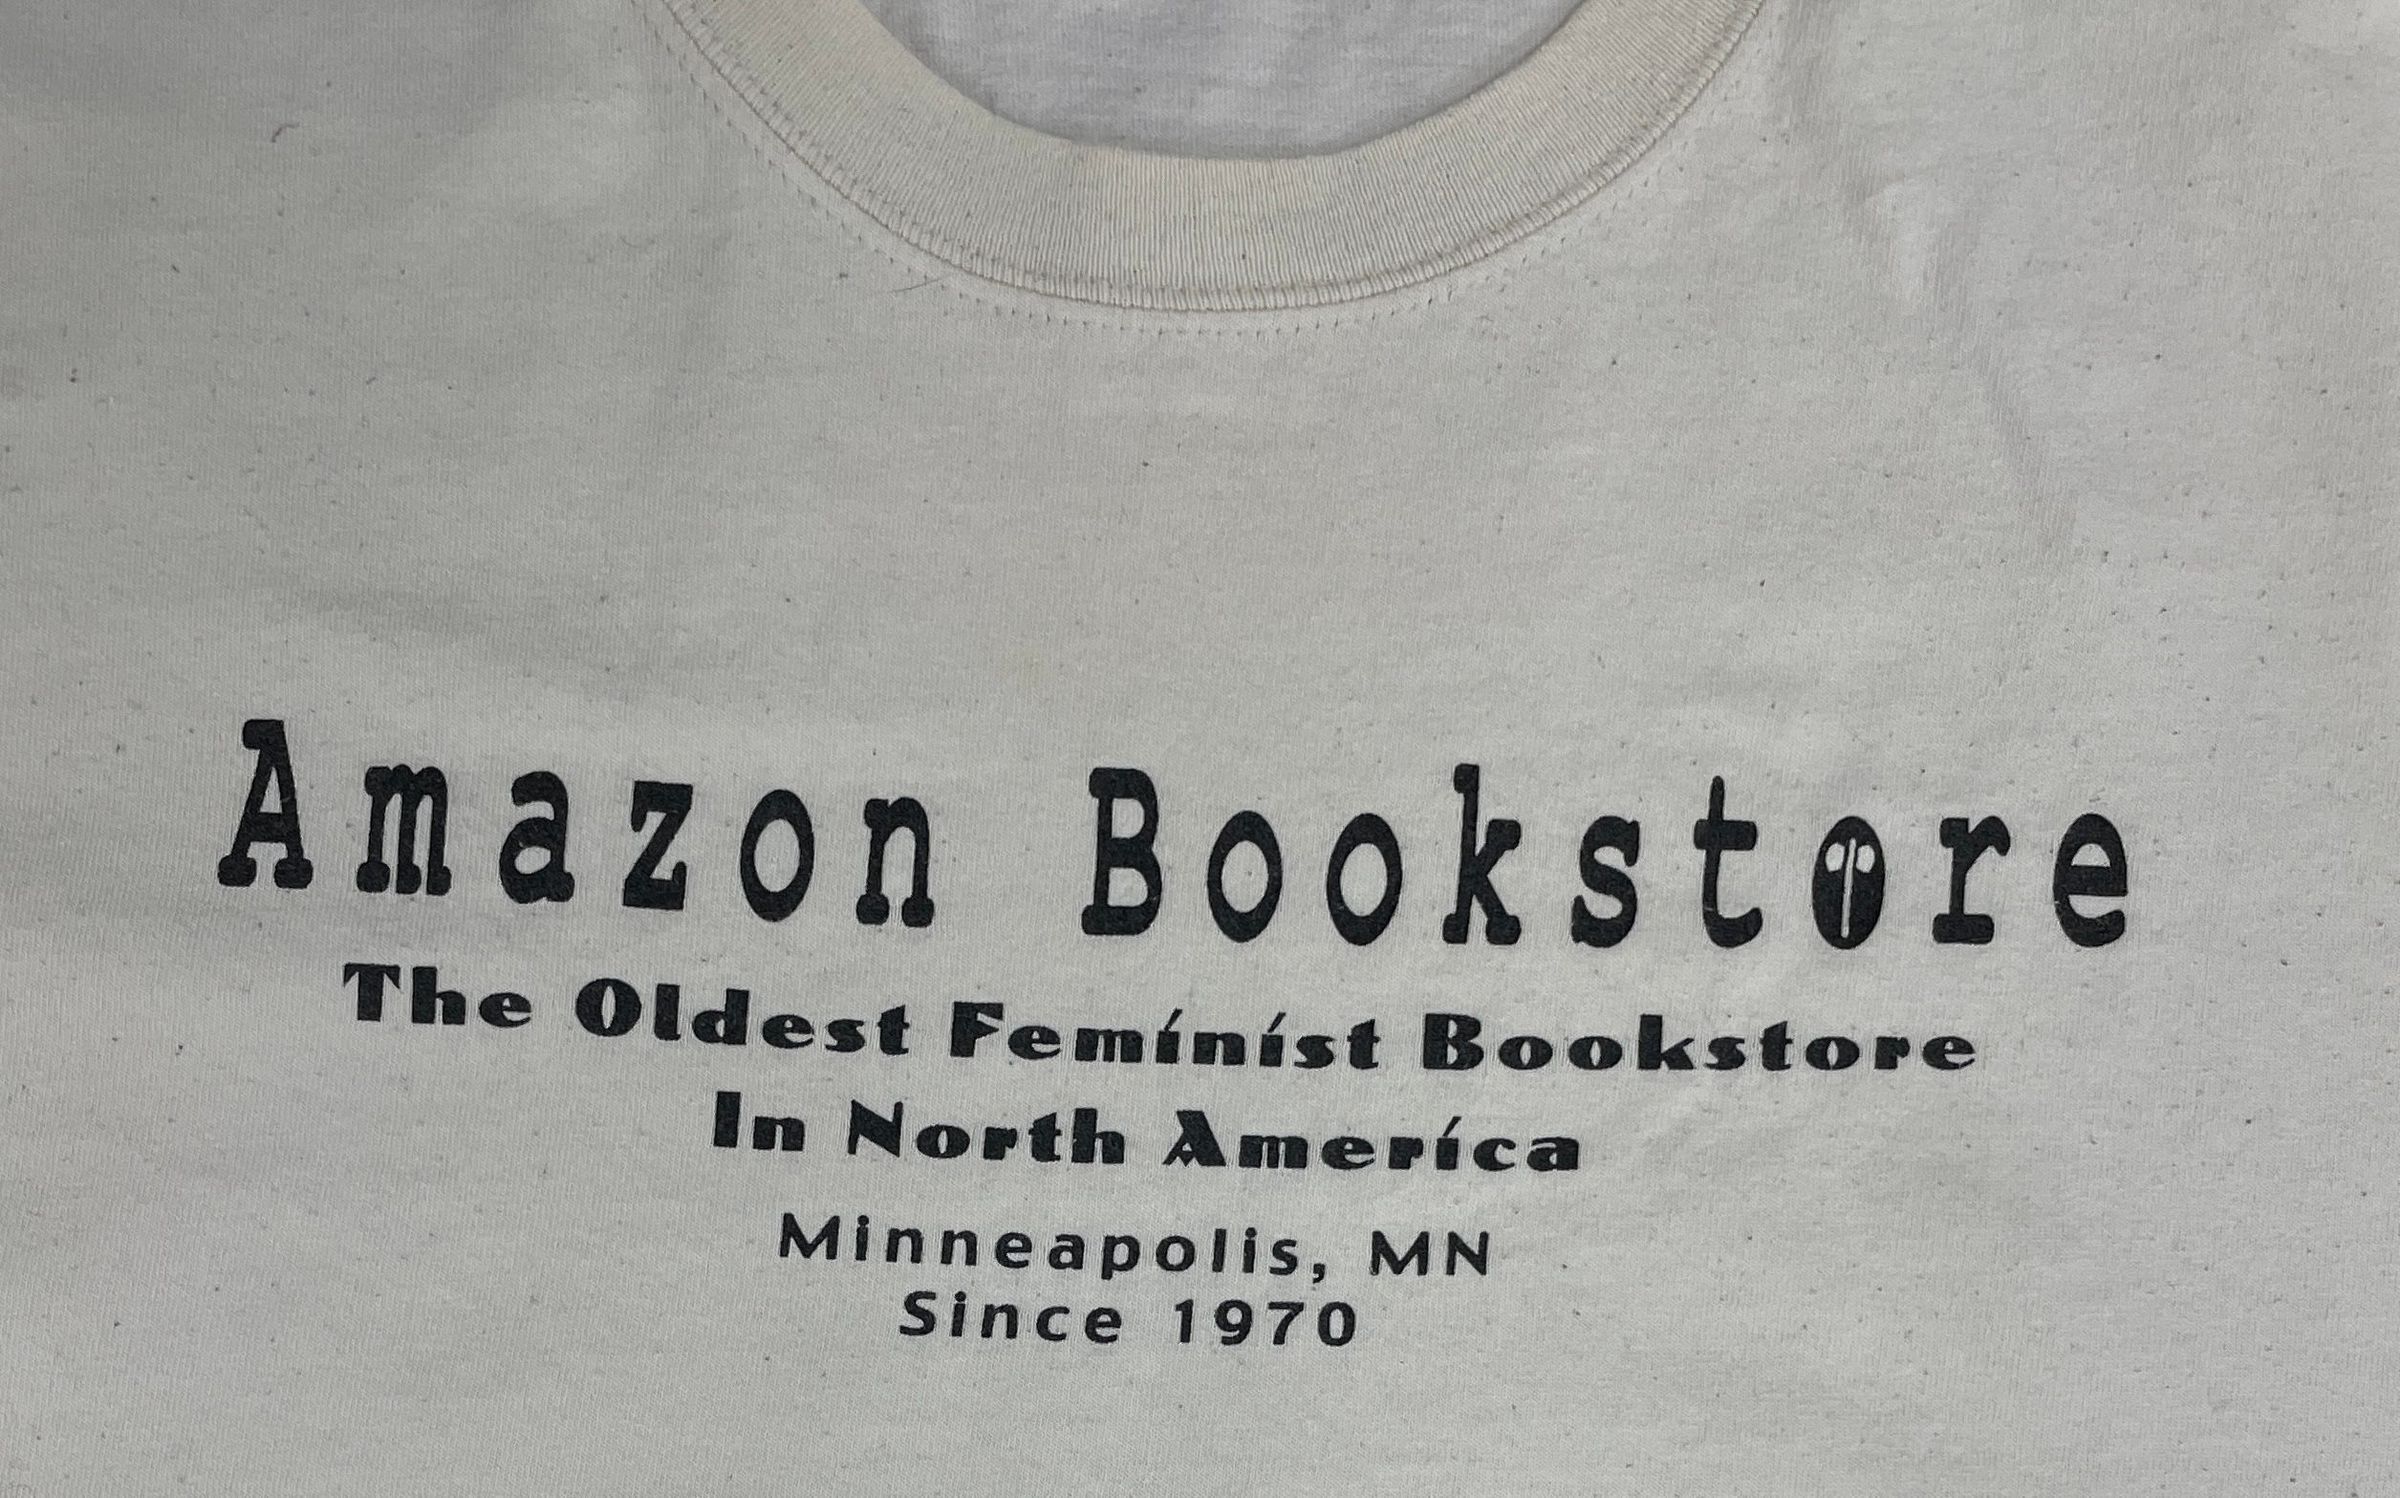 Amazon Bookstore
The Oldest Feminist Bookstore
In North America
Minneapolis, MN
Since 1970